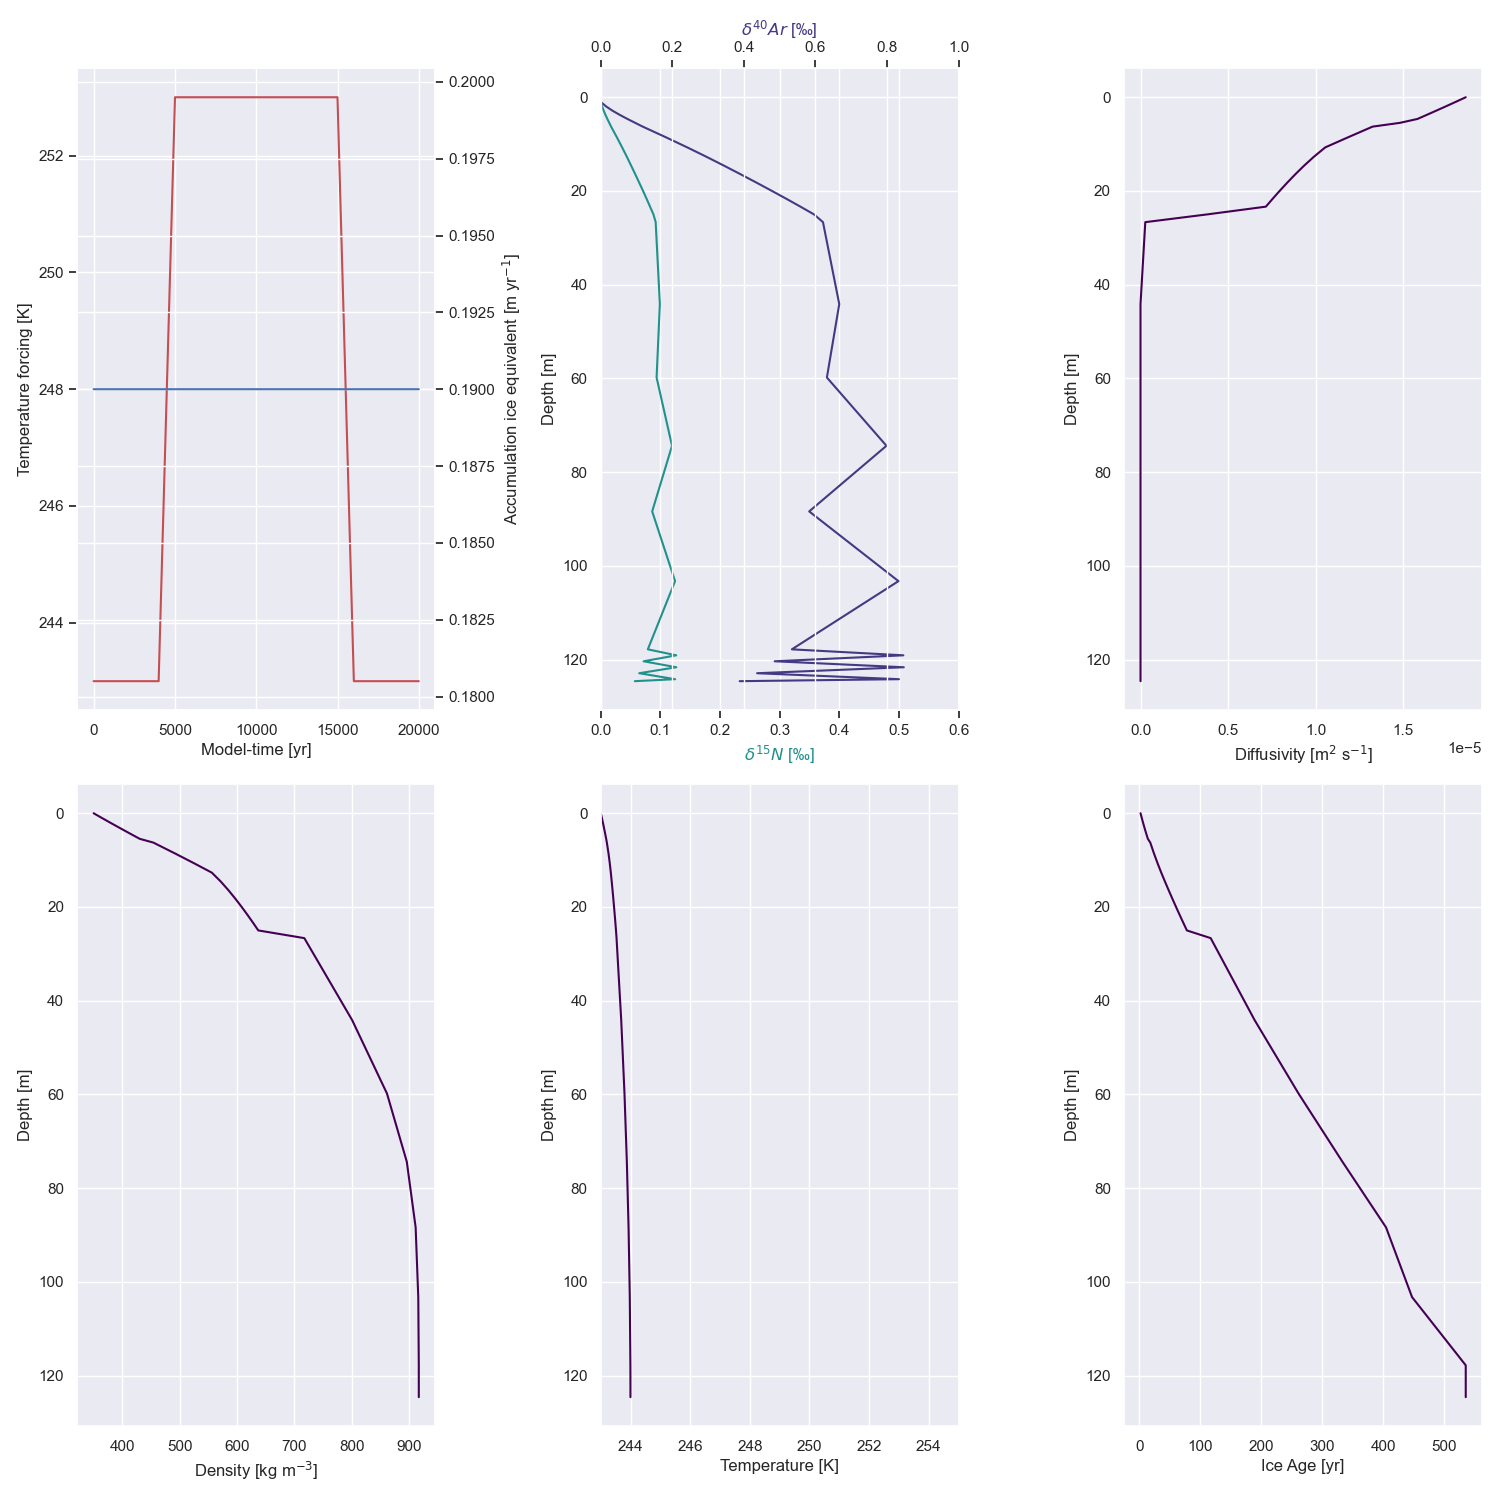 δ⁴⁰Ar [‰]
0.0 0.2 0.4 0.6 0.8 1.0
252
250
248
246
244
Temperature forcing [K]
0.2000
0.1975
0.1950
0.1925
0.1900
0.1875
0.1850
0.1825
0.1800
Accumulation ice equivalent [m yr⁻¹]
0 5000 10000 15000 20000
Model-time [yr]
0
20
40
60
80
100
120
Depth [m]
0.0 0.1 0.2 0.3 0.4 0.5 0.6
δ¹⁵N [‰]
0
20
40
60
80
100
120
Depth [m]
0.0 0.5 1.0 1.5
1e−5
Diffusivity [m² s⁻¹]
0
20
40
60
80
100
120
Depth [m]
400 500 600 700 800 900
Density [kg m⁻³]
0
20
40
60
80
100
120
Depth [m]
244 246 248 250 252 254
Temperature [K]
0
20
40
60
80
100
120
Depth [m]
0 100 200 300 400 500
Ice Age [yr]